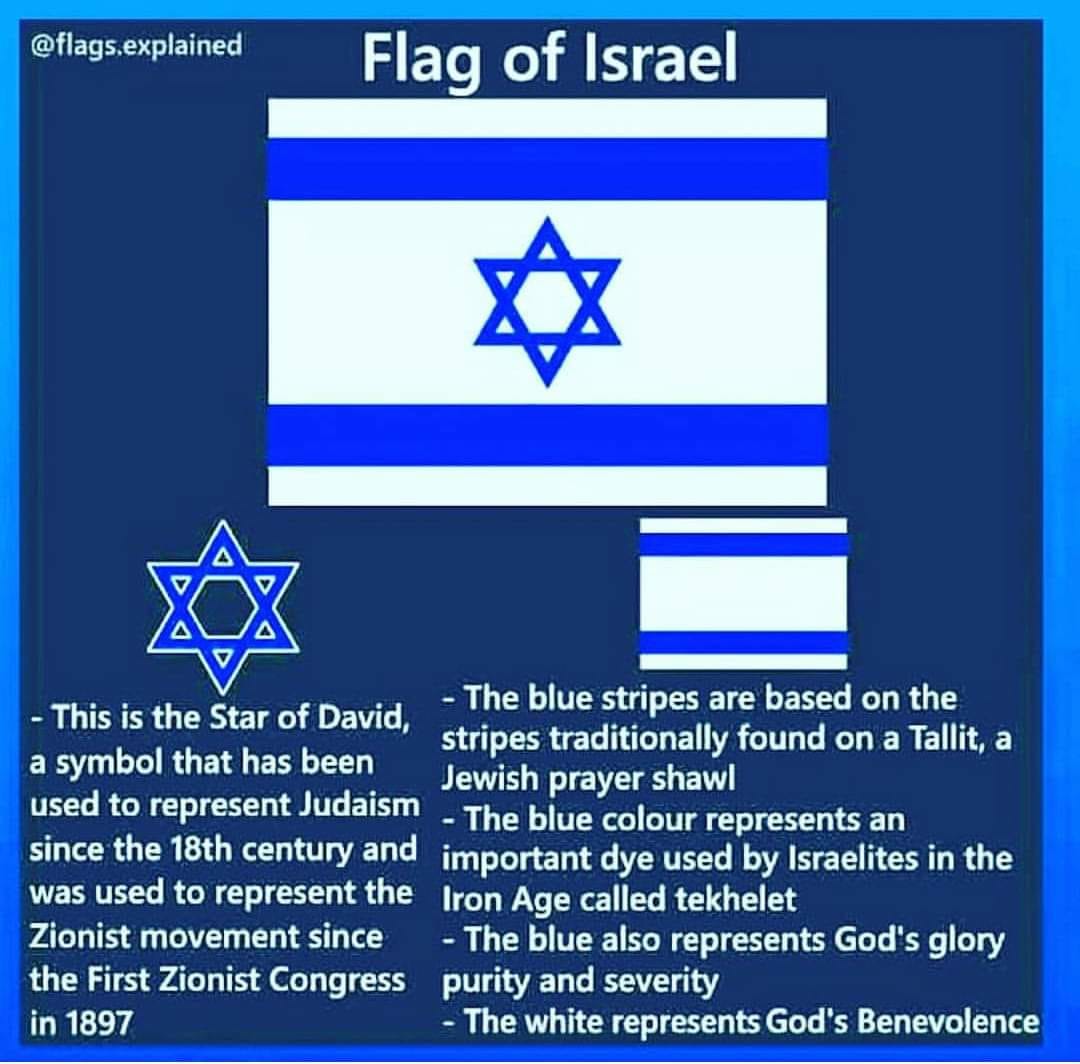 @flags.explained
Flag of Israel
- This is the Star of David,
a symbol that has been
used to represent Judaism
since the 18th century and
was used to represent the
Zionist movement since
the First Zionist Congress
in 1897
- The blue stripes are based on the
stripes traditionally found on a Tallit, a
Jewish prayer shawl
- The blue colour represents an
important dye used by Israelites in the
Iron Age called tekhelet
- The blue also represents God's glory
purity and severity
- The white represents God's Benevolence